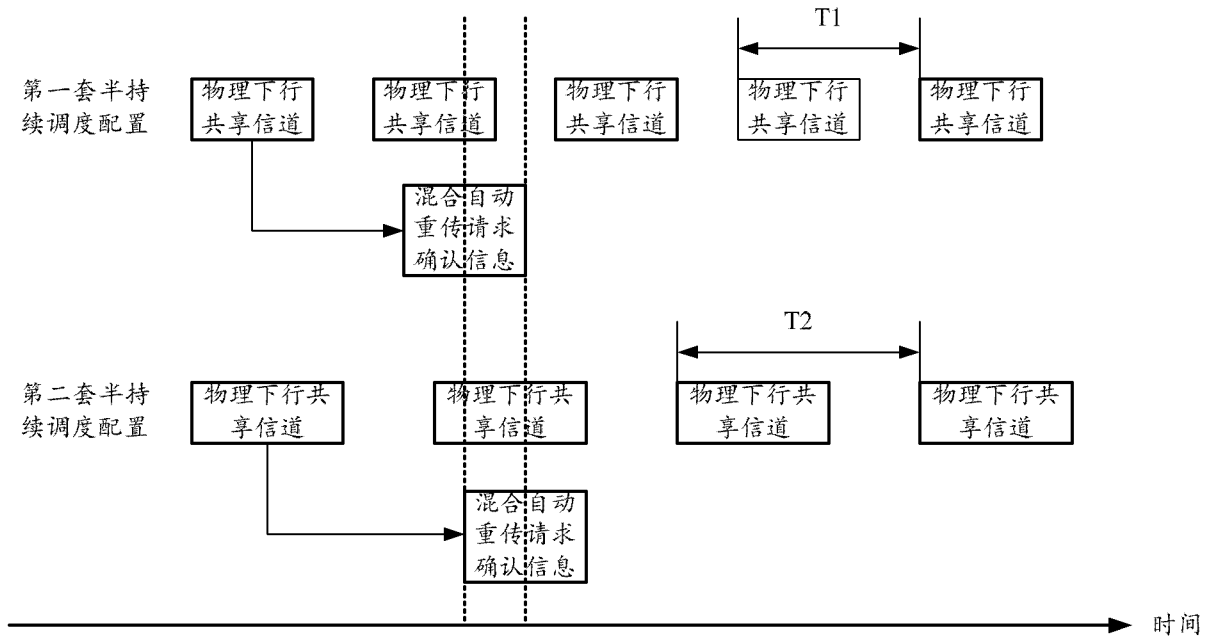 T1
第一套半持
续调度配置
物理下行
共享信道
物理下行
共享信道
物理下行
共享信道
物理下行
共享信道
物理下行
共享信道
混合自动
重传请求
确认信息
T2
第二套半持
续调度配置
物理下行共
享信道
物理下行共
享信道
物理下行共
享信道
物理下行共
享信道
混合自动
重传请求
确认信息
时间